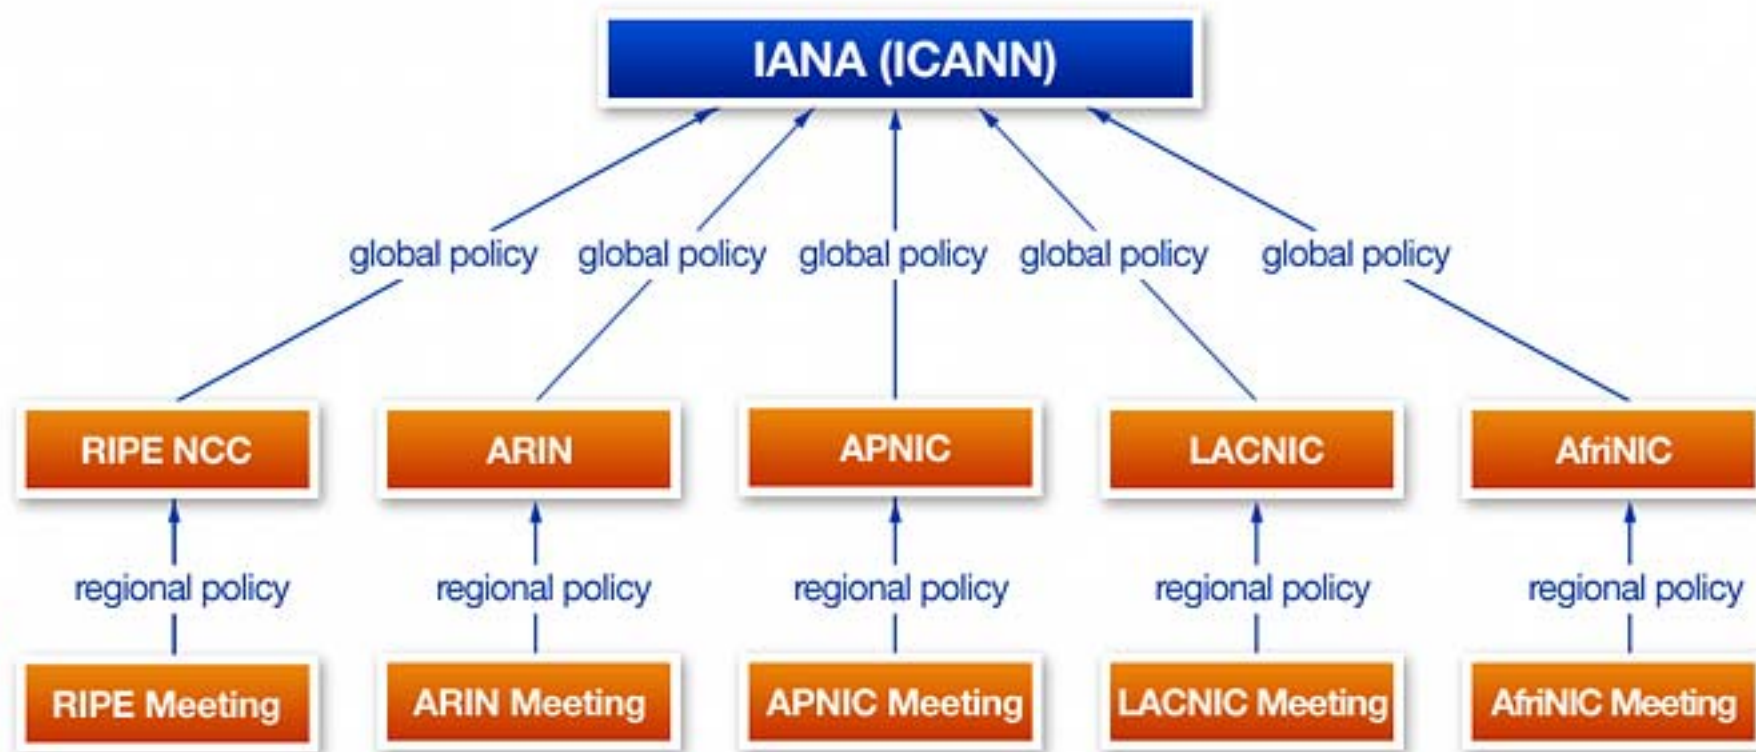 IANA (ICANN)
global policy global policy global policy global policy global policy
RIPE NCC ARIN APNIC LACNIC AfriNIC
regional policy regional policy regional policy regional policy regional policy
RIPE Meeting ARIN Meeting APNIC Meeting LACNIC Meeting AfriNIC Meeting